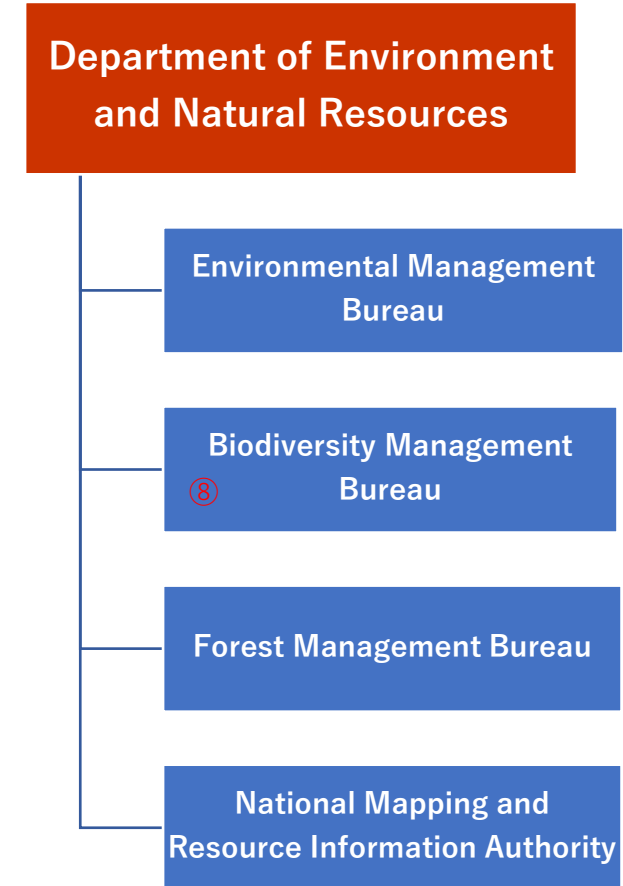 Department of Environment
and Natural Resources
Environmental Management
Bureau
Biodiversity Management
⑧ Bureau
Forest Management Bureau
National Mapping and
Resource Information Authority